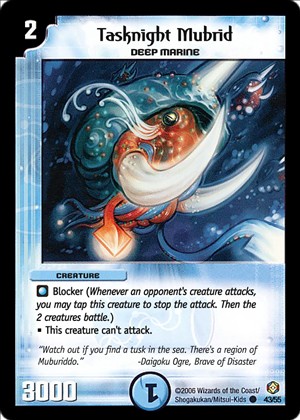 2
Tasknight Mubrid
DEEP MARINE
CREATURE
Blocker (Whenever an opponent's creature attacks,
you may tap this creature to stop the attack. Then the
2 creatures battle.)
▪ This creature can't attack.
"Watch out if you find a tusk in the sea. There's a region of
Muburiddo." -Daigoku Ogre, Brave of Disaster
3000
1
©2006 Wizards of the Coast/
Shogakukan/Mitsui-Kids ● 43/55